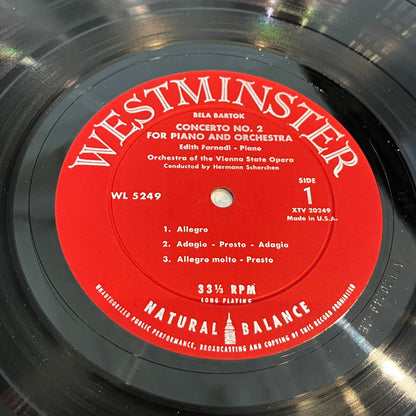 WESTMINSTER
BELA BARTOK
CONCERTO NO. 2
FOR PIANO AND ORCHESTRA
Edith Farnadi - Piano
Orchestra of the Vienna State Opera
Conducted by Hermann Scherchen
WL 5249
SIDE
1
XTV 20249
Made in U.S.A.
1. Allegro
2. Adagio - Presto - Adagio
3. Allegro molto - Presto
33⅓ RPM
LONG PLAYING
NATURAL BALANCE
UNAUTHORIZED PUBLIC PERFORMANCE, BROADCASTING AND COPYING OF THIS RECORD PROHIBITED